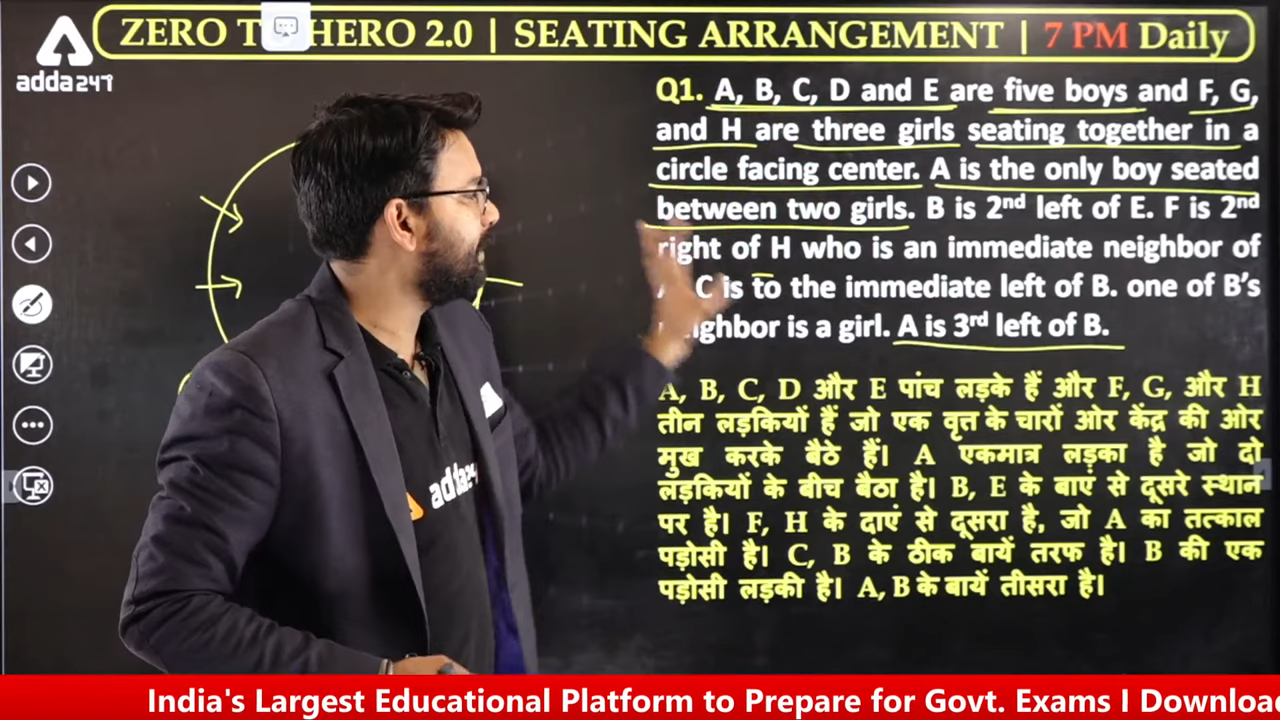 ZERO T HERO 2.0 | SEATING ARRANGEMENT | 7 PM Daily
adda247
Q1. A, B, C, D and E are five boys and F, G,
and H are three girls seating together in a
circle facing center. A is the only boy seated
between two girls. B is 2nd left of E. F is 2nd
right of H who is an immediate neighbor of
C is to the immediate left of B. one of B's
neighbor is a girl. A is 3rd left of B.
A, B, C, D और E पांच लड़के हैं और F, G, और H
तीन लड़कियों हैं जो एक वृत्त के चारों ओर केंद्र की ओर
मुख करके बैठे हैं। A एकमात्र लड़का है जो दो
लड़कियों के बीच बैठा है। B, E के बाएं से दूसरे स्थान
पर है। F, H के दाएं से दूसरा है, जो A का तत्काल
पड़ोसी है। C, B के ठीक बायें तरफ है। B की एक
पड़ोसी लड़की है। A, B के बायें तीसरा है।
India's Largest Educational Platform to Prepare for Govt. Exams I Downloa